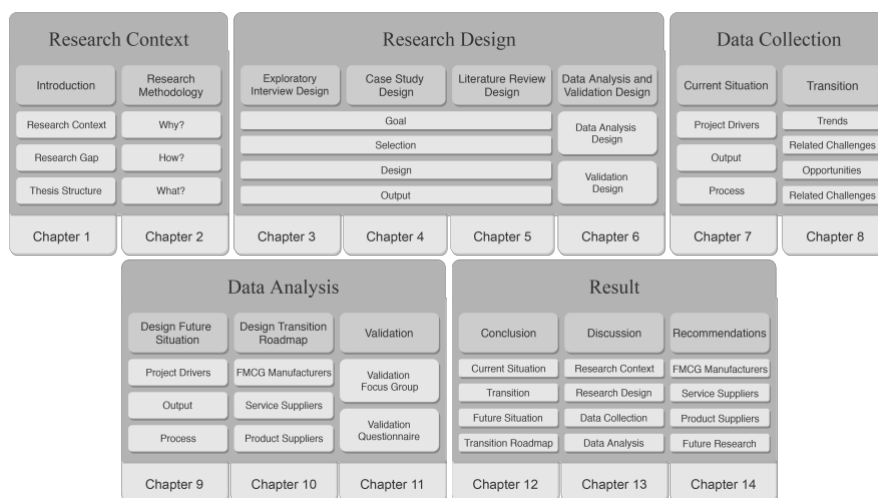 Research Context
Research Design
Data Collection
Introduction
Research
Methodology
Exploratory
Interview Design
Case Study
Design
Literature Review
Design
Data Analysis and
Validation Design
Current Situation
Transition
Research Context
Research Gap
Thesis Structure
Why?
How?
What?
Goal
Selection
Design
Output
Data Analysis
Design
Validation
Design
Project Drivers
Output
Process
Trends
Related Challenges
Opportunities
Related Challenges
Chapter 1
Chapter 2
Chapter 3
Chapter 4
Chapter 5
Chapter 6
Chapter 7
Chapter 8
Data Analysis
Result
Design Future
Situation
Design Transition
Roadmap
Validation
Conclusion
Discussion
Recommendations
Project Drivers
Output
Process
FMCG Manufacturers
Service Suppliers
Product Suppliers
Validation
Focus Group
Validation
Questionnaire
Current Situation
Transition
Future Situation
Transition Roadmap
Research Context
Research Design
Data Collection
Data Analysis
FMCG Manufacturers
Service Suppliers
Product Suppliers
Future Research
Chapter 9
Chapter 10
Chapter 11
Chapter 12
Chapter 13
Chapter 14